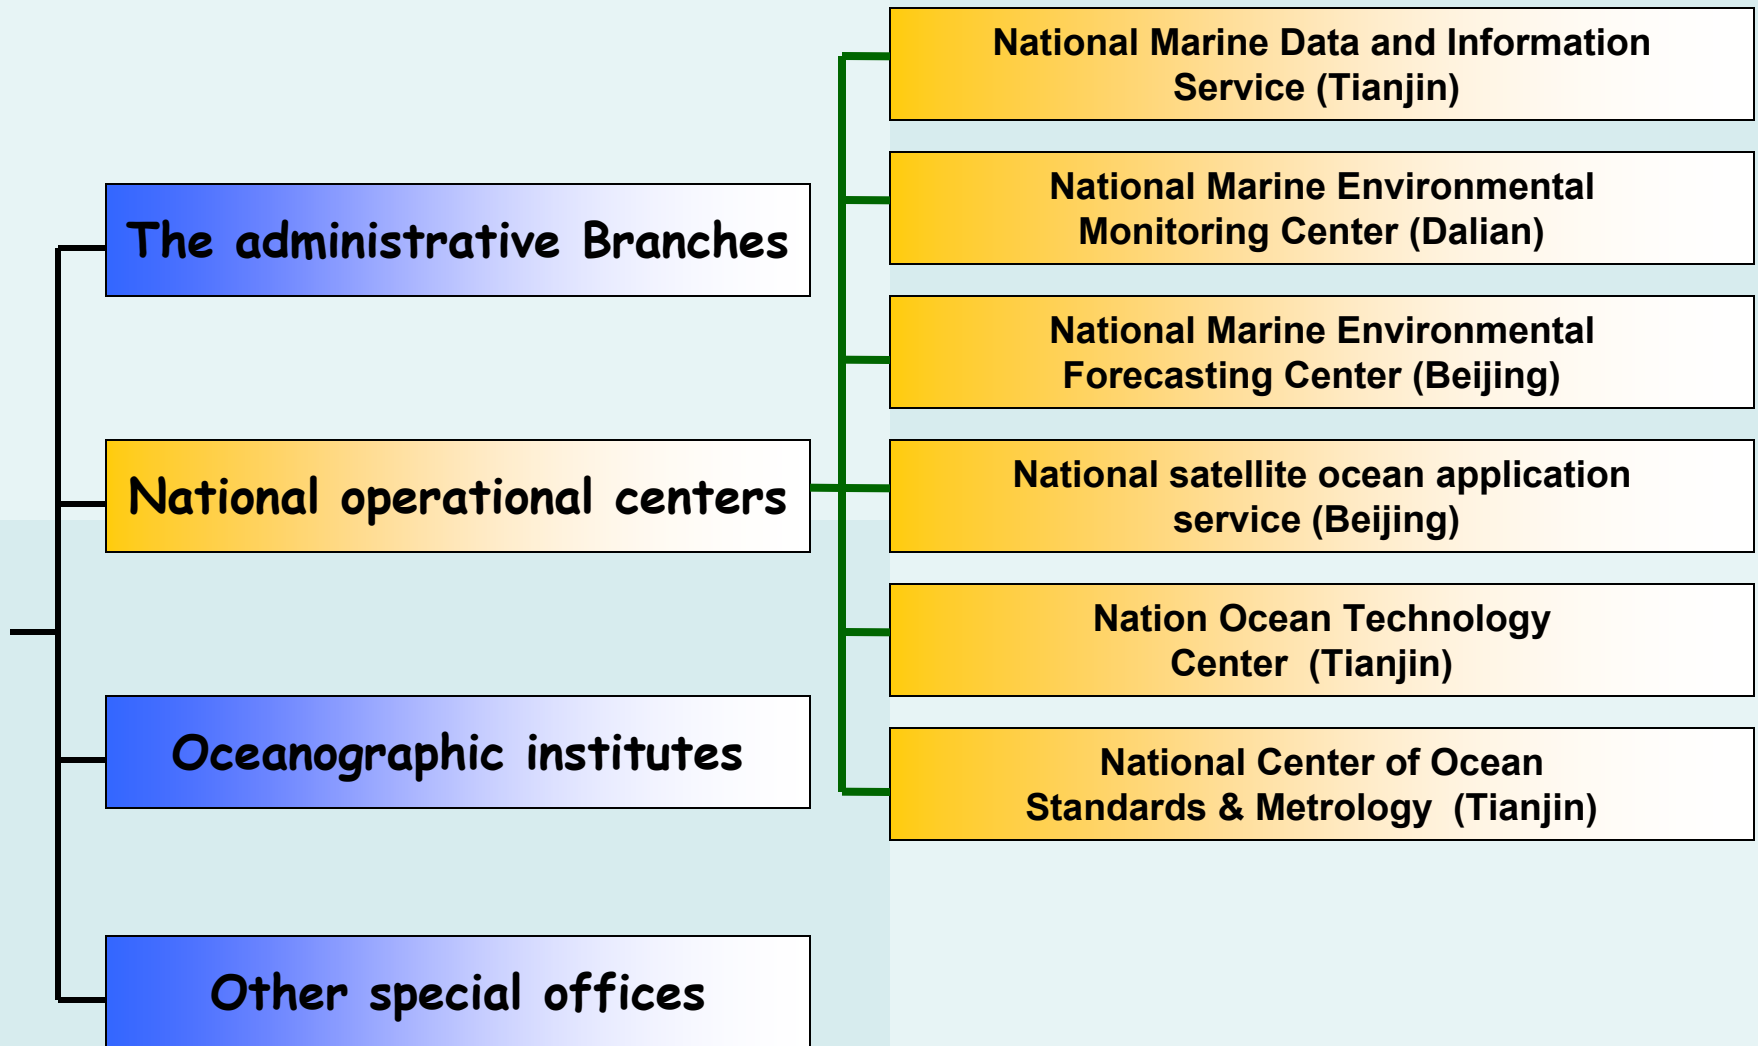 The administrative Branches
National operational centers
Oceanographic institutes
Other special offices
National Marine Data and Information
Service (Tianjin)
National Marine Environmental
Monitoring Center (Dalian)
National Marine Environmental
Forecasting Center (Beijing)
National satellite ocean application
service (Beijing)
Nation Ocean Technology
Center  (Tianjin)
National Center of Ocean
Standards & Metrology  (Tianjin)